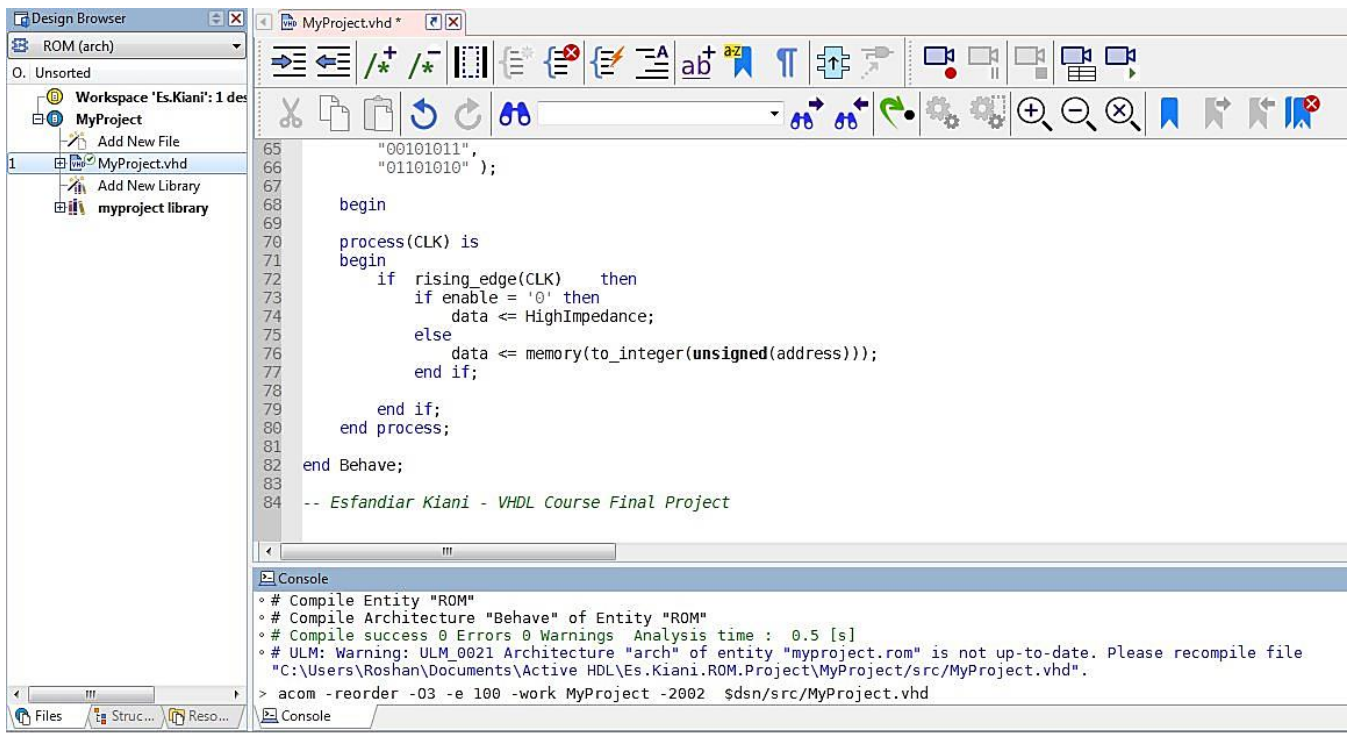 Design Browser
ROM (arch)
O. Unsorted
Workspace 'Es.Kiani': 1 des
MyProject
Add New File
1 MyProject.vhd
Add New Library
myproject library
Files Struc... Reso...
MyProject.vhd *
65 "00101011",
66 "01101010" );
67
68 begin
69
70 process(CLK) is
71 begin
72 if rising_edge(CLK) then
73 if enable = '0' then
74 data <= HighImpedance;
75 else
76 data <= memory(to_integer(unsigned(address)));
77 end if;
78
79 end if;
80 end process;
81
82 end Behave;
83
84 -- Esfandiar Kiani - VHDL Course Final Project
Console
# Compile Entity "ROM"
# Compile Architecture "Behave" of Entity "ROM"
# Compile success 0 Errors 0 Warnings Analysis time : 0.5 [s]
# ULM: Warning: ULM_0021 Architecture "arch" of entity "myproject.rom" is not up-to-date. Please recompile file
"C:\Users\Roshan\Documents\Active HDL\Es.Kiani.ROM.Project\MyProject/src/MyProject.vhd".
> acom -reorder -O3 -e 100 -work MyProject -2002 $dsn/src/MyProject.vhd
Console